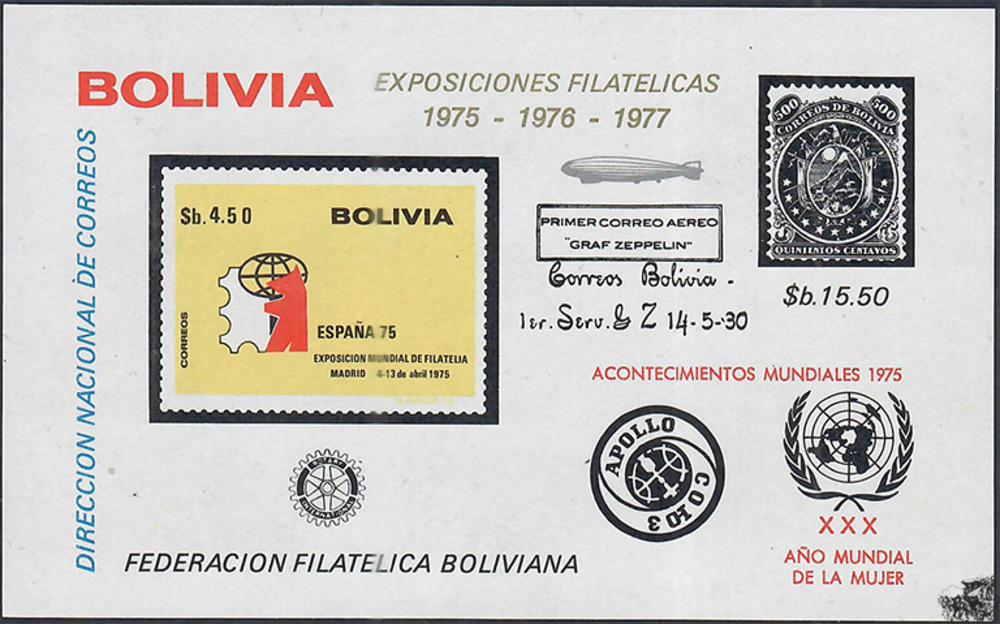 BOLIVIA
EXPOSICIONES FILATELICAS
1975 - 1976 - 1977
DIRECCION NACIONAL DE CORREOS
$b. 4.50
BOLIVIA
CORREOS
ESPAÑA 75
EXPOSICION MUNDIAL DE FILATELIA
MADRID 4-13 de abril 1975
PRIMER CORREO AEREO
"GRAF ZEPPELIN"
Correos Bolivia -
1er. Serv. G Z 14-5-30
500 500
CORREOS DE BOLIVIA
QUINIENTOS CENTAVOS
$b. 15.50
ACONTECIMIENTOS MUNDIALES 1975
ROTARY
INTERNATIONAL
APOLLO
СОЮЗ
XXX
AÑO MUNDIAL
DE LA MUJER
FEDERACION FILATELICA BOLIVIANA